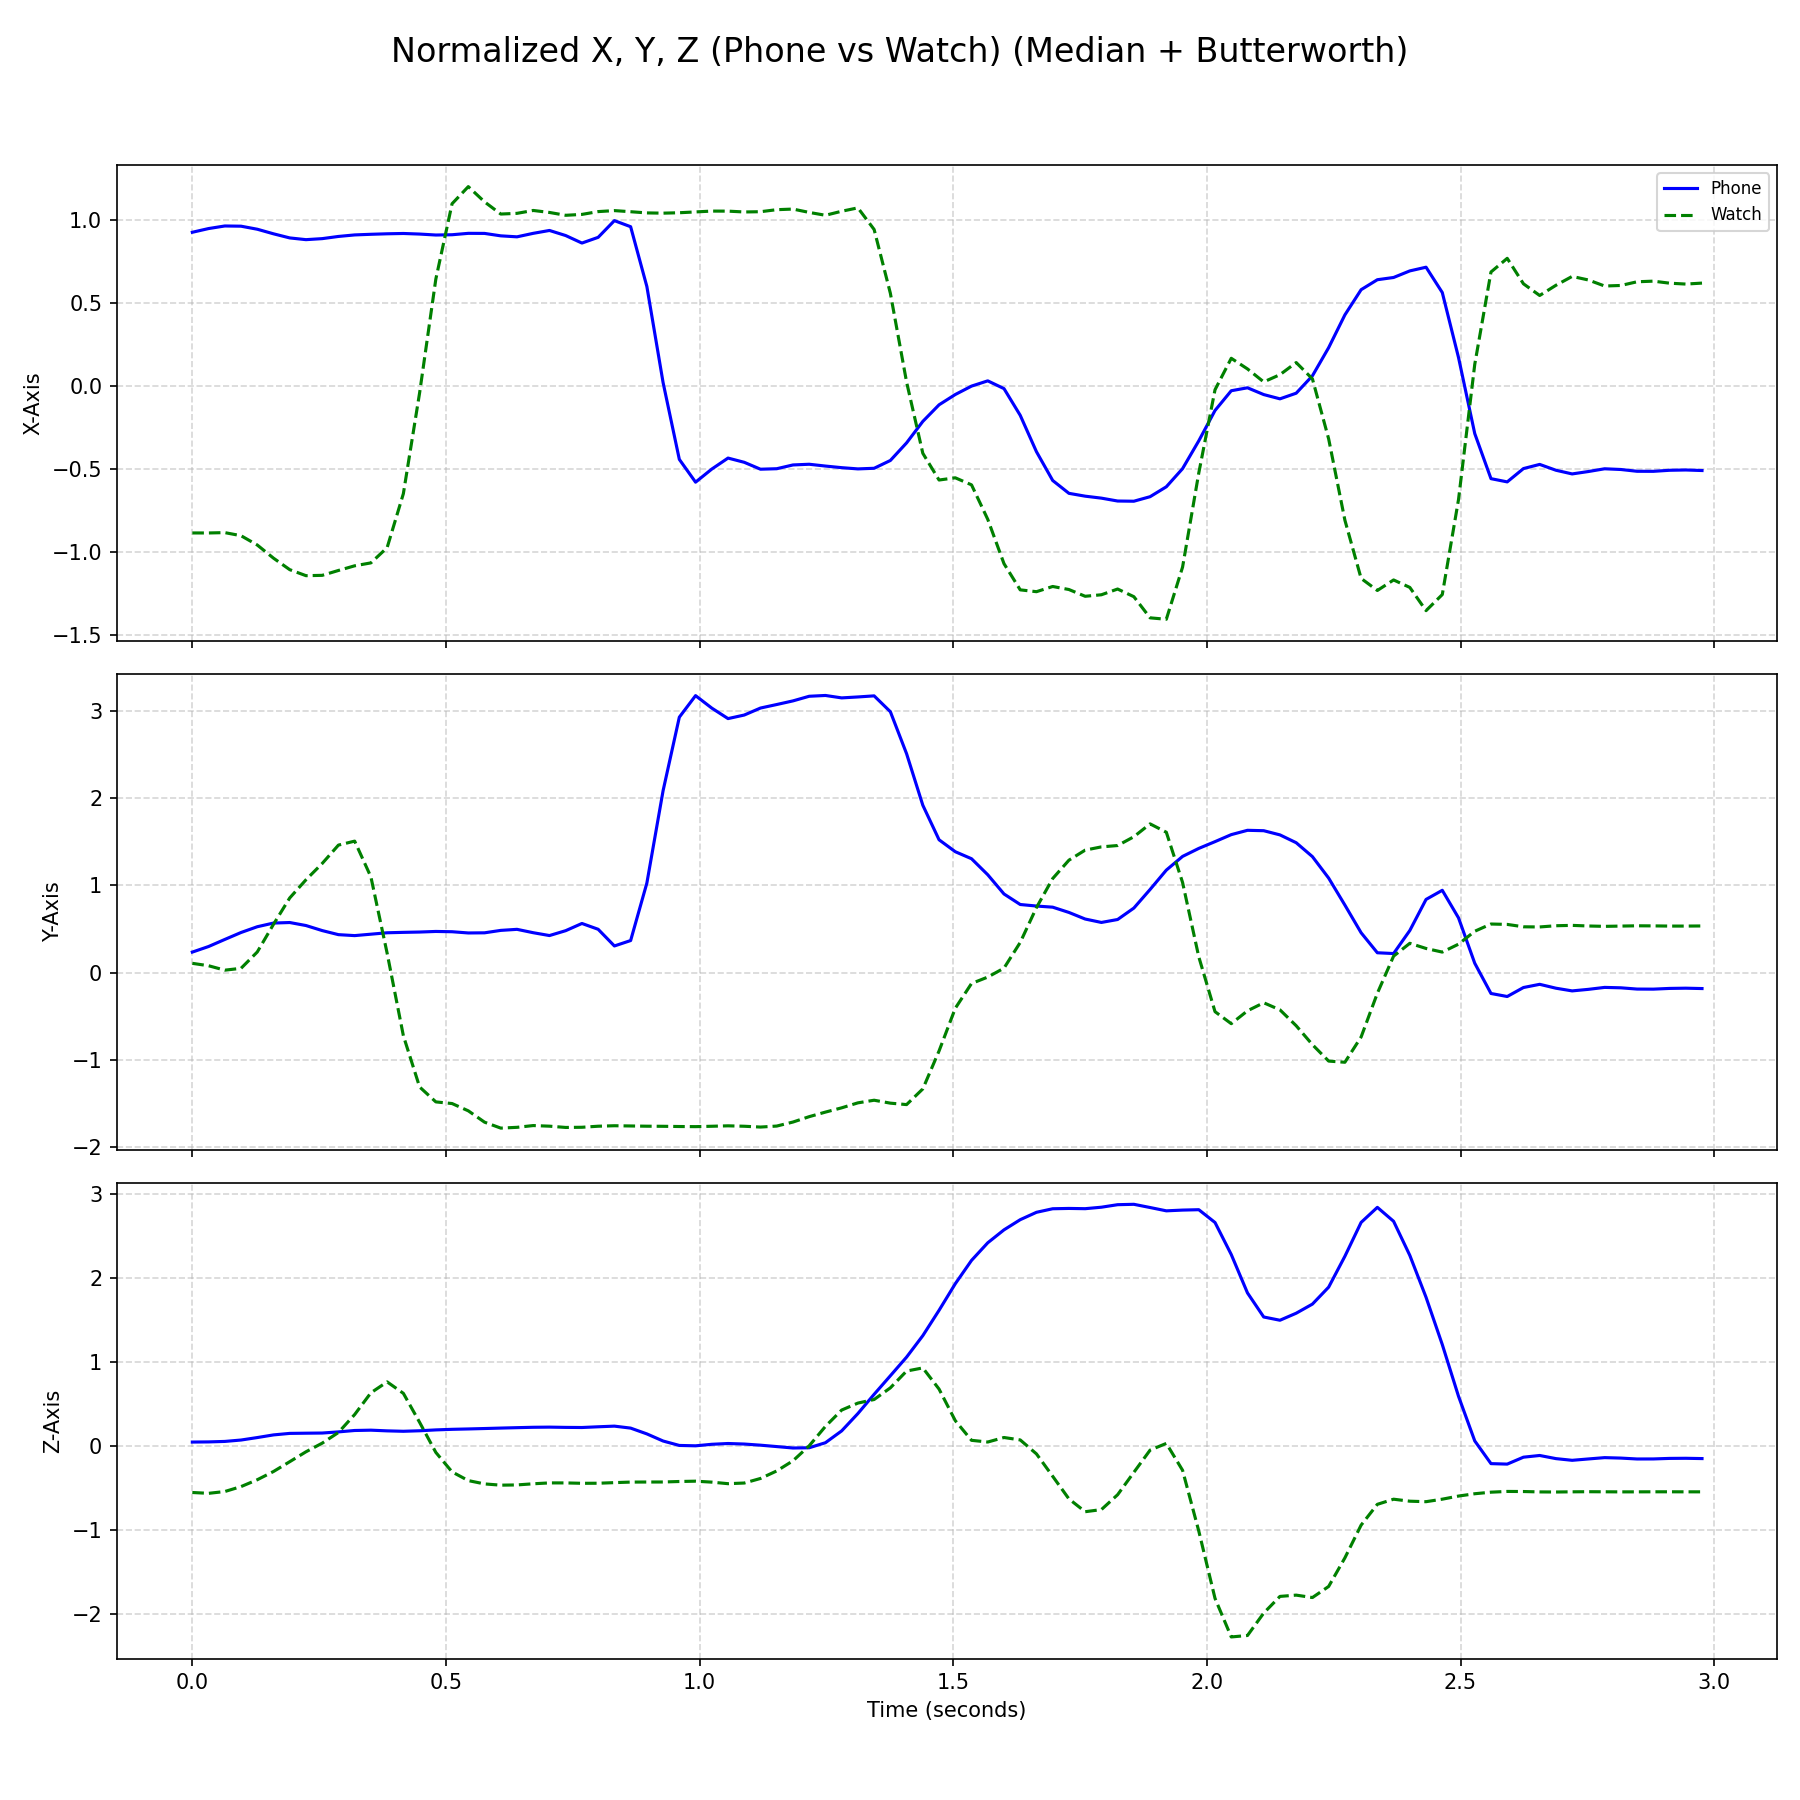 Normalized X, Y, Z (Phone vs Watch) (Median + Butterworth)
Phone
Watch
1.0
0.5
0.0
−0.5
−1.0
−1.5
X-Axis
3
2
1
0
−1
−2
Y-Axis
3
2
1
0
−1
−2
Z-Axis
0.0 0.5 1.0 1.5 2.0 2.5 3.0
Time (seconds)